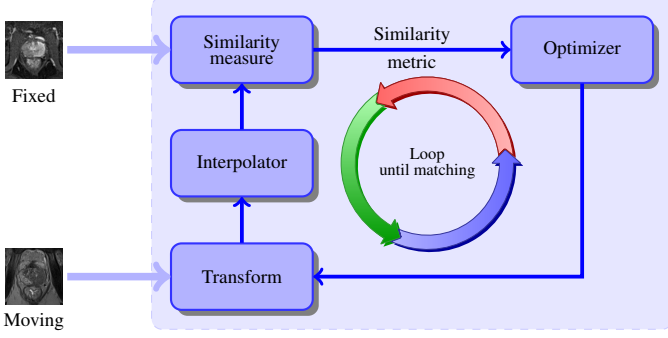 Similarity
measure
Similarity
metric
Optimizer
Fixed
Interpolator
Loop
until matching
Transform
Moving